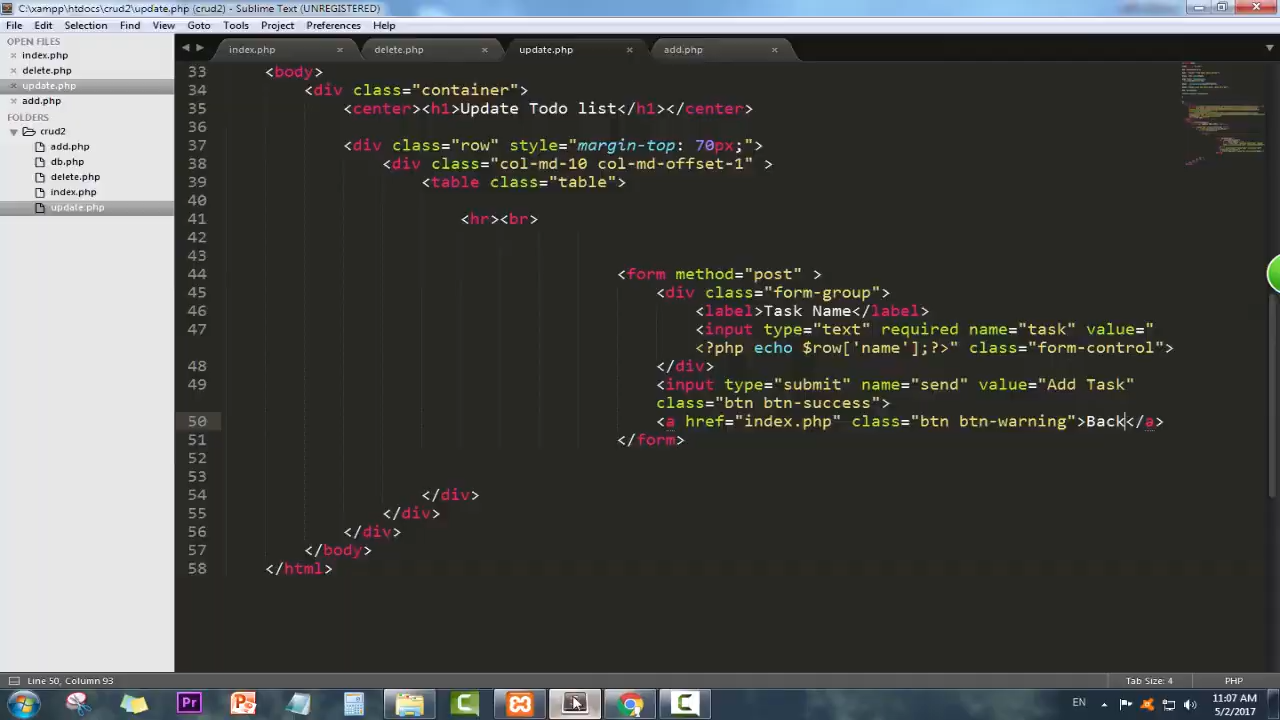 C:\xampp\htdocs\crud2\update.php (crud2) - Sublime Text (UNREGISTERED)
File Edit Selection Find View Goto Tools Project Preferences Help
OPEN FILES
index.php
delete.php
update.php
add.php
FOLDERS
crud2
add.php
db.php
delete.php
index.php
update.php
index.php delete.php update.php add.php
33 <body>
34 <div class="container">
35 <center><h1>Update Todo list</h1></center>
36
37 <div class="row" style="margin-top: 70px;">
38 <div class="col-md-10 col-md-offset-1" >
39 <table class="table">
40
41 <hr><br>
42
43
44 <form method="post" >
45 <div class="form-group">
46 <label>Task Name</label>
47 <input type="text" required name="task" value="
<?php echo $row['name'];?>" class="form-control">
48 </div>
49 <input type="submit" name="send" value="Add Task"
class="btn btn-success">
50 <a href="index.php" class="btn btn-warning">Back</a>
51 </form>
52
53
54 </div>
55 </div>
56 </div>
57 </body>
58 </html>
Line 50, Column 93 Tab Size: 4 PHP
Pr
EN
11:07 AM
5/2/2017